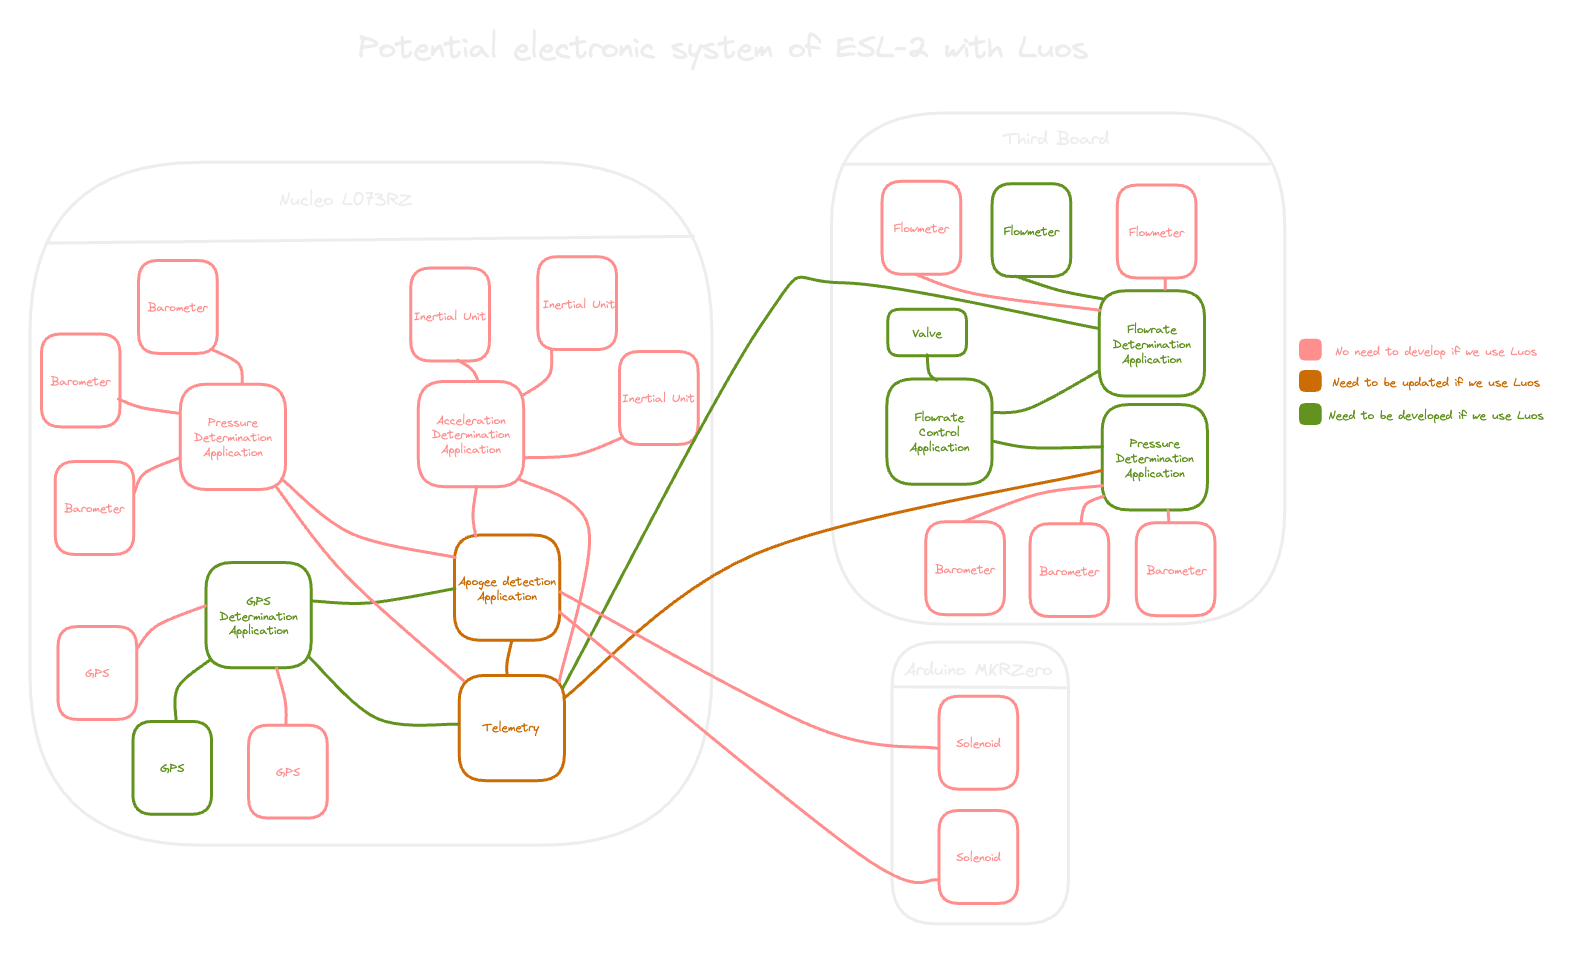 Potential electronic system of ESL-2 with Luos
Nucleo L073RZ
Barometer
Barometer
Barometer
Pressure
Determination
Application
Inertial Unit
Inertial Unit
Inertial Unit
Acceleration
Determination
Application
GPS
Determination
Application
GPS
GPS
GPS
Apogee detection
Application
Telemetry
Third Board
Flowmeter
Flowmeter
Flowmeter
Valve
Flowrate
Determination
Application
Flowrate
Control
Application
Pressure
Determination
Application
Barometer
Barometer
Barometer
Arduino MKRZero
Solenoid
Solenoid
No need to develop if we use Luos
Need to be updated if we use Luos
Need to be developed if we use Luos